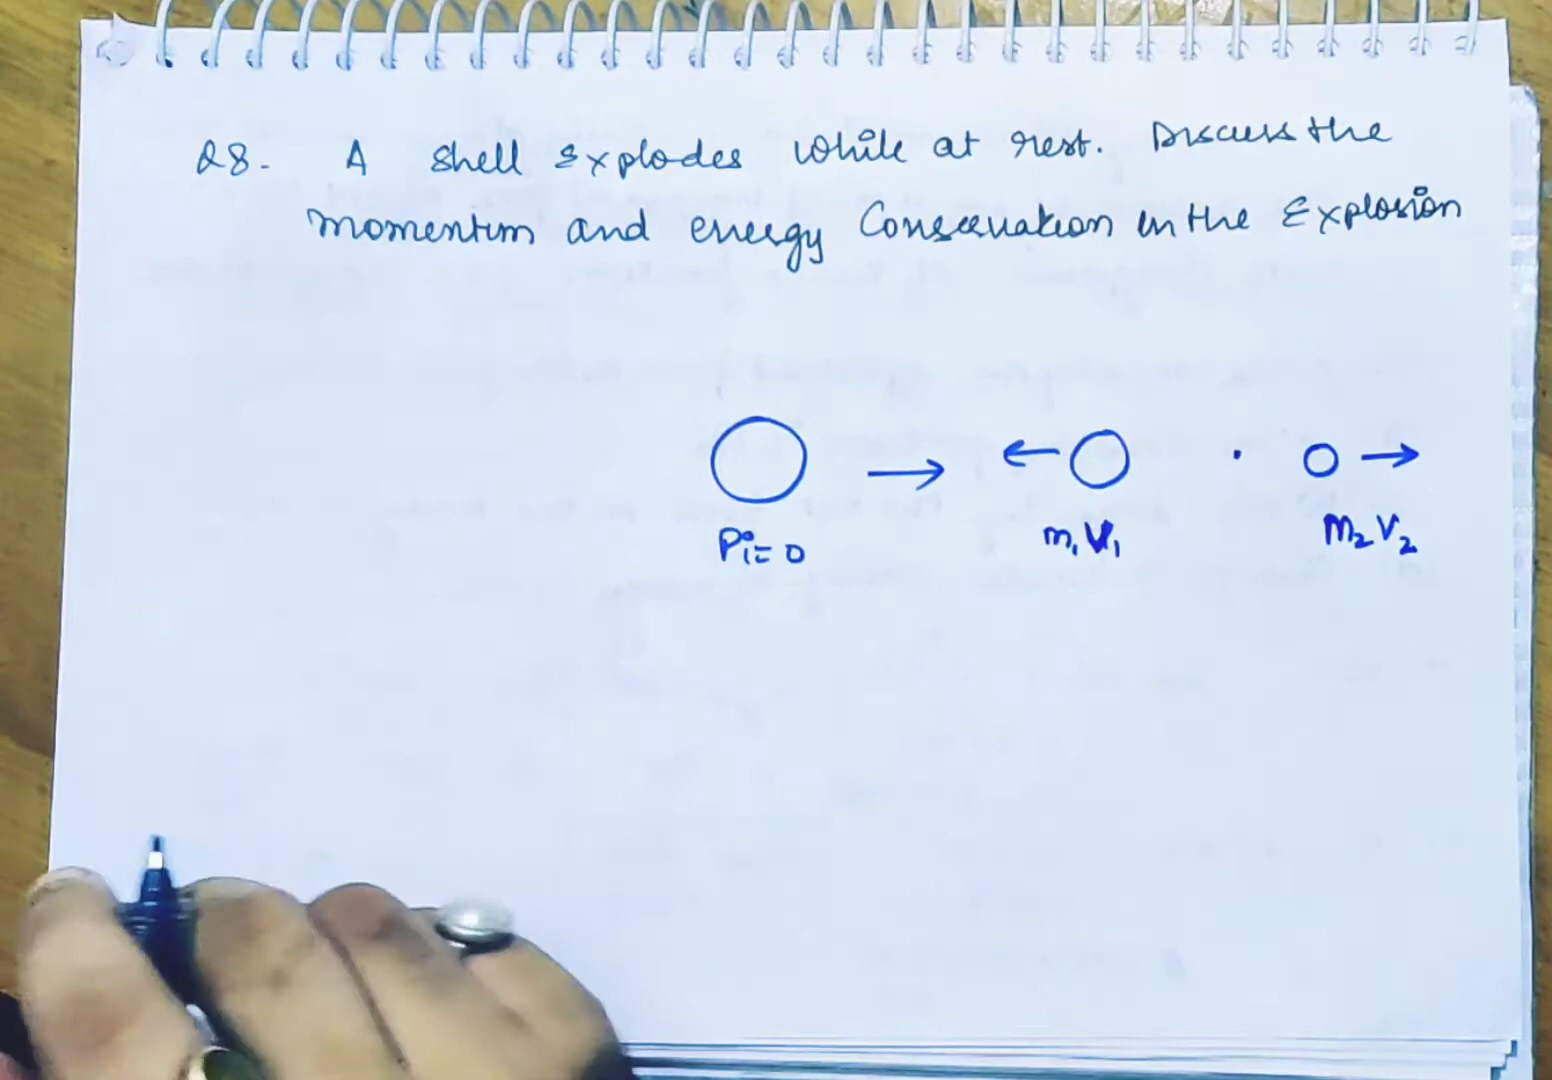 Q8. A shell explodes while at rest. Discuss the
momentum and energy Conservation in the Explosion
Pi = 0
m₁V₁
m₂V₂